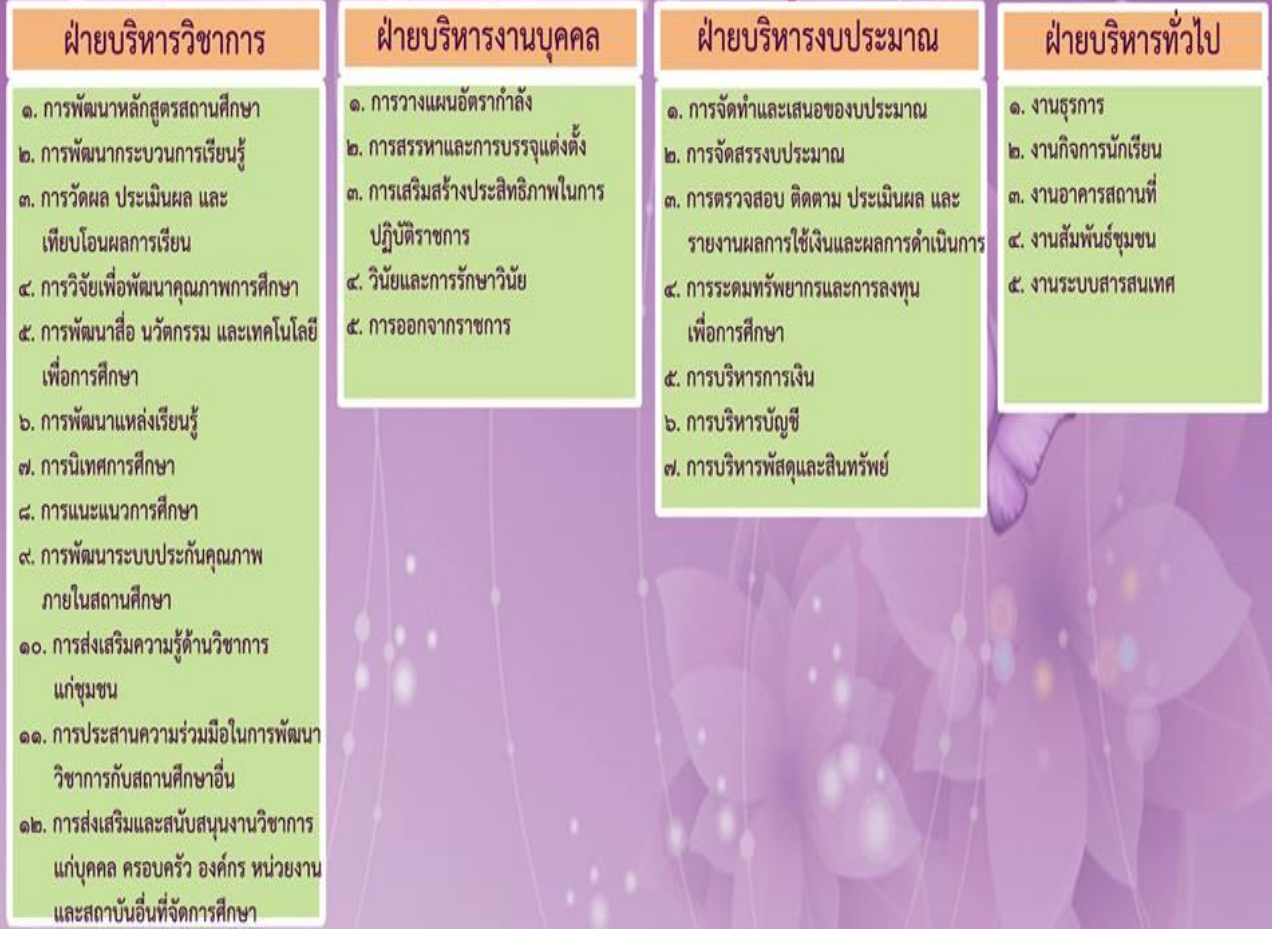 ฝ่ายบริหารวิชาการ
๑. การพัฒนาหลักสูตรสถานศึกษา
๒. การพัฒนากระบวนการเรียนรู้
๓. การวัดผล ประเมินผล และ
เทียบโอนผลการเรียน
๔. การวิจัยเพื่อพัฒนาคุณภาพการศึกษา
๕. การพัฒนาสื่อ นวัตกรรม และเทคโนโลยี
เพื่อการศึกษา
๖. การพัฒนาแหล่งเรียนรู้
๗. การนิเทศการศึกษา
๘. การแนะแนวการศึกษา
๙. การพัฒนาระบบประกันคุณภาพ
ภายในสถานศึกษา
๑๐. การส่งเสริมความรู้ด้านวิชาการ
แก่ชุมชน
๑๑. การประสานความร่วมมือในการพัฒนา
วิชาการกับสถานศึกษาอื่น
๑๒. การส่งเสริมและสนับสนุนงานวิชาการ
แก่บุคคล ครอบครัว องค์กร หน่วยงาน
และสถาบันอื่นที่จัดการศึกษา
ฝ่ายบริหารงานบุคคล
๑. การวางแผนอัตรากำลัง
๒. การสรรหาและการบรรจุแต่งตั้ง
๓. การเสริมสร้างประสิทธิภาพในการ
ปฏิบัติราชการ
๔. วินัยและการรักษาวินัย
๕. การออกจากราชการ
ฝ่ายบริหารงบประมาณ
๑. การจัดทำและเสนอของบประมาณ
๒. การจัดสรรงบประมาณ
๓. การตรวจสอบ ติดตาม ประเมินผล และ
รายงานผลการใช้เงินและผลการดำเนินการ
๔. การระดมทรัพยากรและการลงทุน
เพื่อการศึกษา
๕. การบริหารการเงิน
๖. การบริหารบัญชี
๗. การบริหารพัสดุและสินทรัพย์
ฝ่ายบริหารทั่วไป
๑. งานธุรการ
๒. งานกิจการนักเรียน
๓. งานอาคารสถานที่
๔. งานสัมพันธ์ชุมชน
๕. งานระบบสารสนเทศ